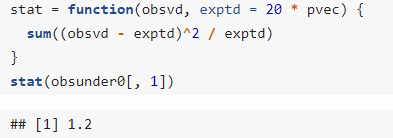 stat = function(obsvd, exptd = 20 * pvec) {
  sum((obsvd - exptd)^2 / exptd)
}
stat(obsunder0[, 1])
## [1] 1.2